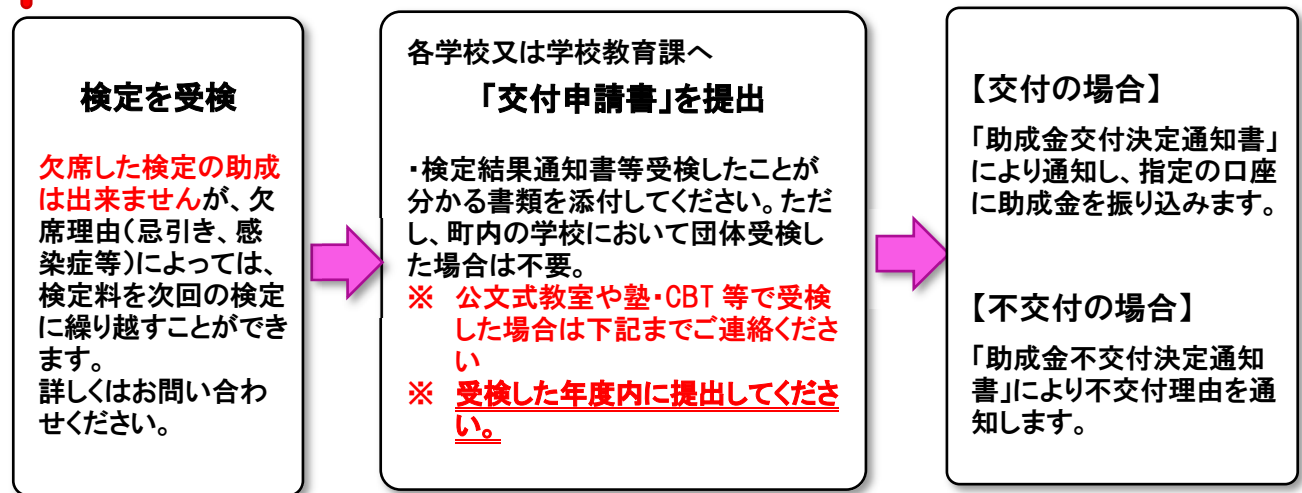 検定を受検
欠席した検定の助成
は出来ませんが、欠
席理由(忌引き、感
染症等)によっては、
検定料を次回の検定
に繰り越すことができ
ます。
詳しくはお問い合わ
せください。
各学校又は学校教育課へ
「交付申請書」を提出
・検定結果通知書等受検したことが
分かる書類を添付してください。ただ
し、町内の学校において団体受検し
た場合は不要。
※ 公文式教室や塾・CBT 等で受検
した場合は下記までご連絡くださ
い
※ 受検した年度内に提出してくださ
い。
【交付の場合】
「助成金交付決定通知書」
により通知し、指定の口座
に助成金を振り込みます。
【不交付の場合】
「助成金不交付決定通知
書」により不交付理由を通
知します。